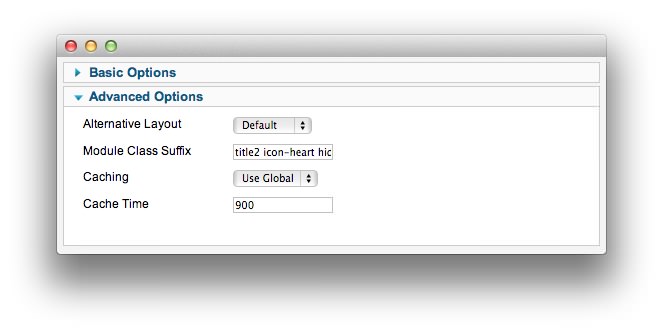 Basic Options
Advanced Options
Alternative Layout Default
Module Class Suffix title2 icon-heart hic
Caching Use Global
Cache Time 900